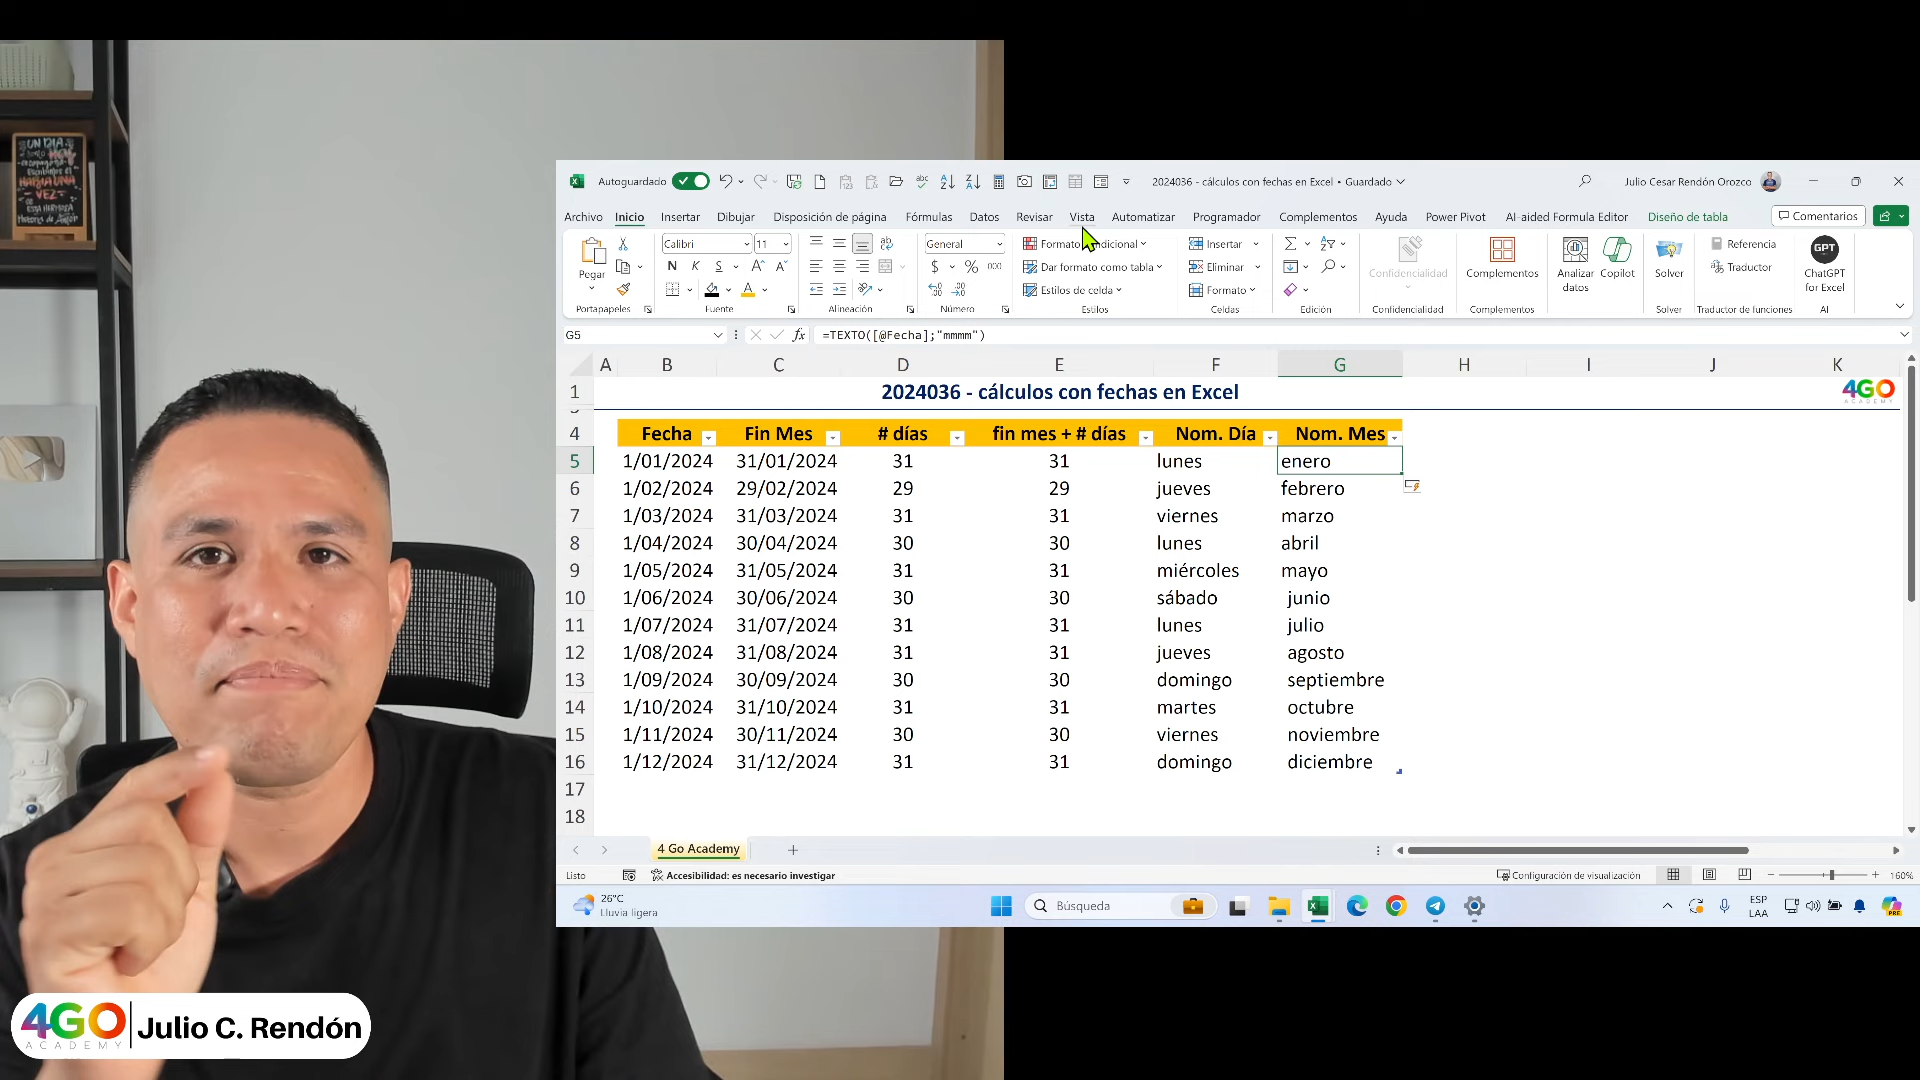 UN DIA
VEZ
2024036 - cálculos con fechas en Excel • Guardado
Autoguardado
Julio Cesar Rendón Orozco
Archivo Inicio Insertar Dibujar Disposición de página Fórmulas Datos Revisar Vista Automatizar Programador Complementos Ayuda Power Pivot AI-aided Formula Editor Diseño de tabla Comentarios
Pegar
Portapapeles
Calibri 11
N K S
Fuente
Alineación
General
$ % 000
Número
Dar formato como tabla
Estilos de celda
Estilos
Insertar
Eliminar
Formato
Celdas
Edición
Confidencialidad
Confidencialidad
Complementos
Complementos
Analizar datos
Copilot
Solver
Solver
Referencia
Traductor
Traductor de funciones
GPT
ChatGPT for Excel
AI
G5 fx =TEXTO([@Fecha];"mmmm")
A B C D E F G H I J K
1 2024036 - cálculos con fechas en Excel 4GO
4 Fecha Fin Mes # días fin mes + # días Nom. Día Nom. Mes
5 1/01/2024 31/01/2024 31 31 lunes enero
6 1/02/2024 29/02/2024 29 29 jueves febrero
7 1/03/2024 31/03/2024 31 31 viernes marzo
8 1/04/2024 30/04/2024 30 30 lunes abril
9 1/05/2024 31/05/2024 31 31 miércoles mayo
10 1/06/2024 30/06/2024 30 30 sábado junio
11 1/07/2024 31/07/2024 31 31 lunes julio
12 1/08/2024 31/08/2024 31 31 jueves agosto
13 1/09/2024 30/09/2024 30 30 domingo septiembre
14 1/10/2024 31/10/2024 31 31 martes octubre
15 1/11/2024 30/11/2024 30 30 viernes noviembre
16 1/12/2024 31/12/2024 31 31 domingo diciembre
17
18
4 Go Academy
Listo Accesibilidad: es necesario investigar Configuración de visualización 160%
26°C
Lluvia ligera
Búsqueda
ESP
LAA
4GO
ACADEMY
Julio C. Rendón